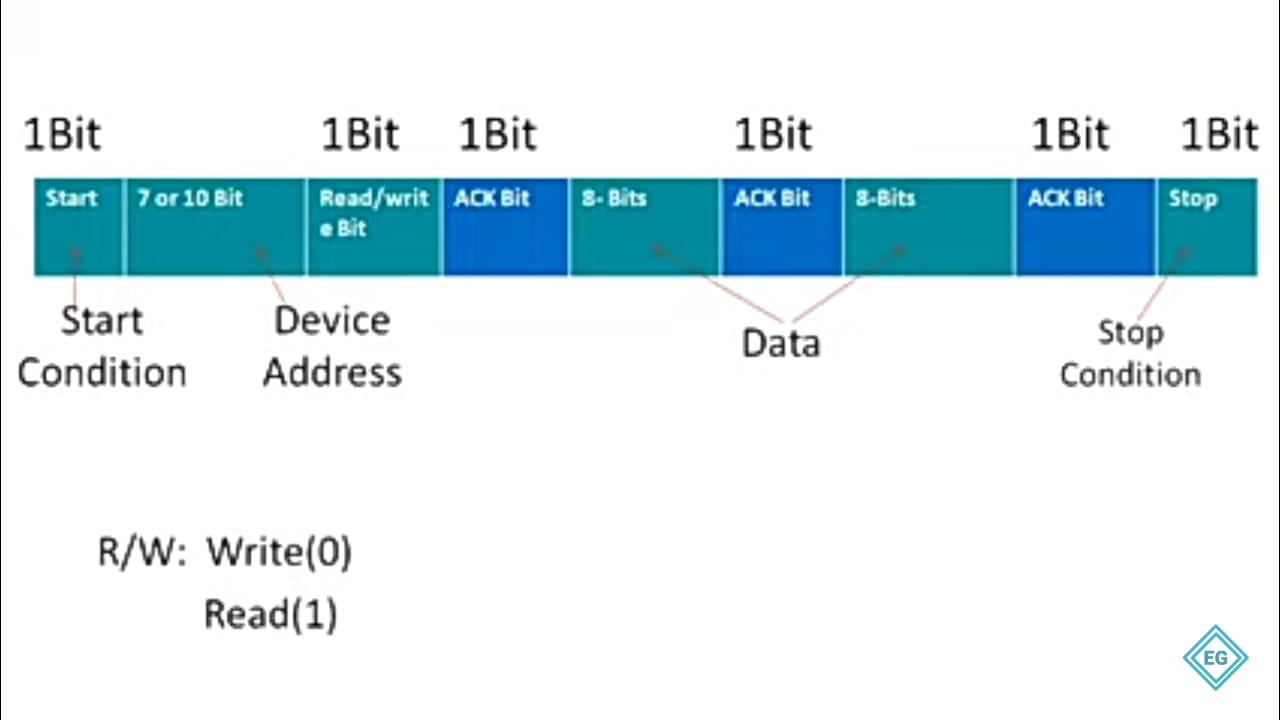 1Bit 1Bit 1Bit 1Bit 1Bit 1Bit
Start 7 or 10 Bit Read/writ ACK Bit 8- Bits ACK Bit 8-Bits ACK Bit Stop
e Bit
Start Device Data Stop
Condition Address Condition
R/W: Write(0)
Read(1)
EG